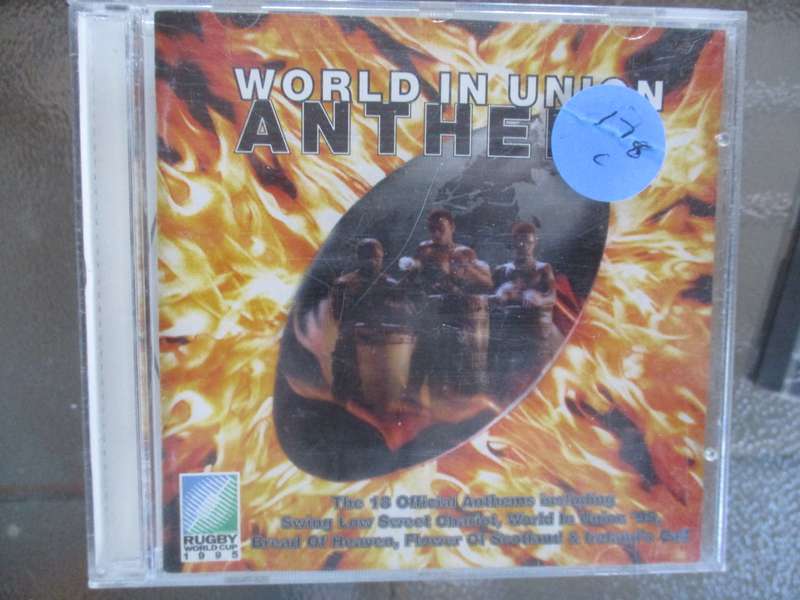 WORLD IN UNION
ANTHE
178
C
The 18 Official Anthems including
Swing Low Sweet Chariot, World In Union '95,
Bread Of Heaven, Flower Of Scotland & Ireland's Call
RUGBY
WORLD CUP
1995